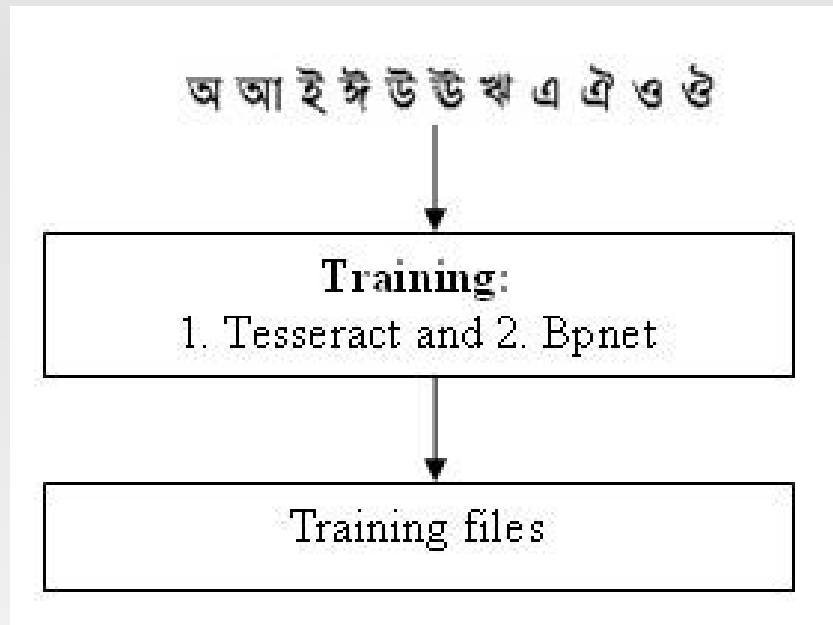 অ আ ই ঈ উ ঊ ঋ এ ঐ ও ঔ
Training:
1. Tesseract and 2. Bpnet
Training files